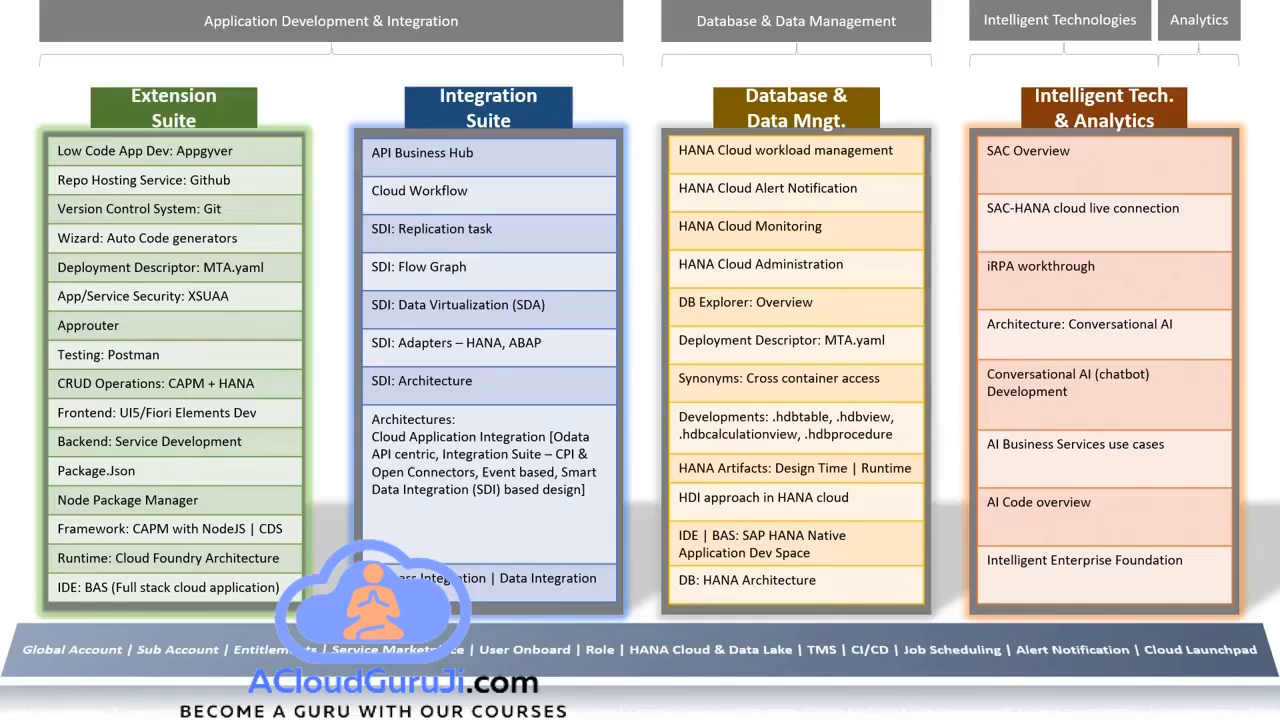 Application Development & Integration
Database & Data Management
Intelligent Technologies
Analytics
Extension
Suite
Low Code App Dev: Appgyver
Repo Hosting Service: Github
Version Control System: Git
Wizard: Auto Code generators
Deployment Descriptor: MTA.yaml
App/Service Security: XSUAA
Approuter
Testing: Postman
CRUD Operations: CAPM + HANA
Frontend: UI5/Fiori Elements Dev
Backend: Service Development
Package.Json
Node Package Manager
Framework: CAPM with NodeJS | CDS
Runtime: Cloud Foundry Architecture
IDE: BAS (Full stack cloud application)
Integration
Suite
API Business Hub
Cloud Workflow
SDI: Replication task
SDI: Flow Graph
SDI: Data Virtualization (SDA)
SDI: Adapters – HANA, ABAP
SDI: Architecture
Architectures:
Cloud Application Integration [Odata
API centric, Integration Suite – CPI &
Open Connectors, Event based, Smart
Data Integration (SDI) based design]
Integration | Data Integration
Database &
Data Mngt.
HANA Cloud workload management
HANA Cloud Alert Notification
HANA Cloud Monitoring
HANA Cloud Administration
DB Explorer: Overview
Deployment Descriptor: MTA.yaml
Synonyms: Cross container access
Developments: .hdbtable, .hdbview,
.hdbcalculationview, .hdbprocedure
HANA Artifacts: Design Time | Runtime
HDI approach in HANA cloud
IDE | BAS: SAP HANA Native
Application Dev Space
DB: HANA Architecture
Intelligent Tech.
& Analytics
SAC Overview
SAC-HANA cloud live connection
iRPA workthrough
Architecture: Conversational AI
Conversational AI (chatbot)
Development
AI Business Services use cases
AI Code overview
Intelligent Enterprise Foundation
Global Account | Sub Account | Entitlements | Service Marketplace | User Onboard | Role | HANA Cloud & Data Lake | TMS | CI/CD | Job Scheduling | Alert Notification | Cloud Launchpad
ACloudGuruJi.com
BECOME A GURU WITH OUR COURSES